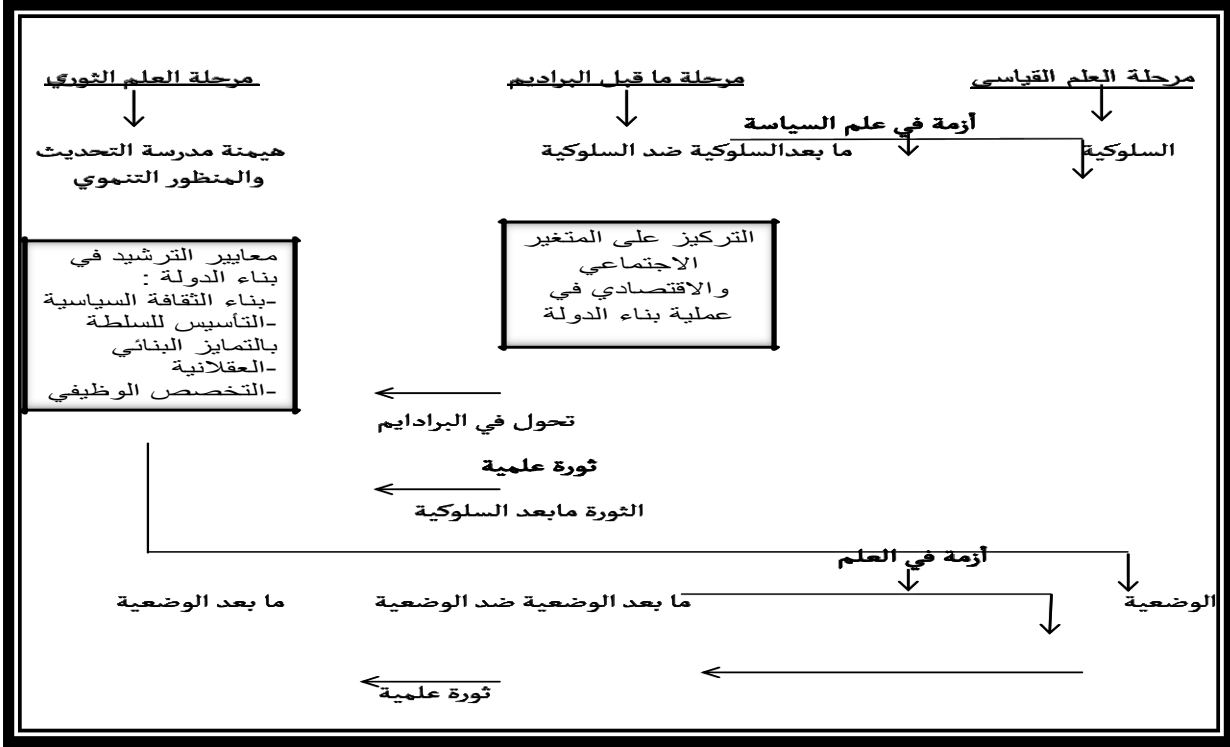 مرحلة العلم القياسي
مرحلة ما قبل البراديم
مرحلة العلم الثوري
أزمة في علم السياسة
السلوكية
ما بعدالسلوكية ضد السلوكية
هيمنة مدرسة التحديث
والمنظور التنموي
التركيز على المتغير
الاجتماعي
والاقتصادي في
عملية بناء الدولة
معايير الترشيد في
بناء الدولة :
-بناء الثقافة السياسية
-التأسيس للسلطة
بالتمايز البنائي
-العقلانية
-التخصص الوظيفي
تحول في البرادايم
ثورة علمية
الثورة مابعد السلوكية
أزمة في العلم
الوضعية
ما بعد الوضعية ضد الوضعية
ما بعد الوضعية
ثورة علمية